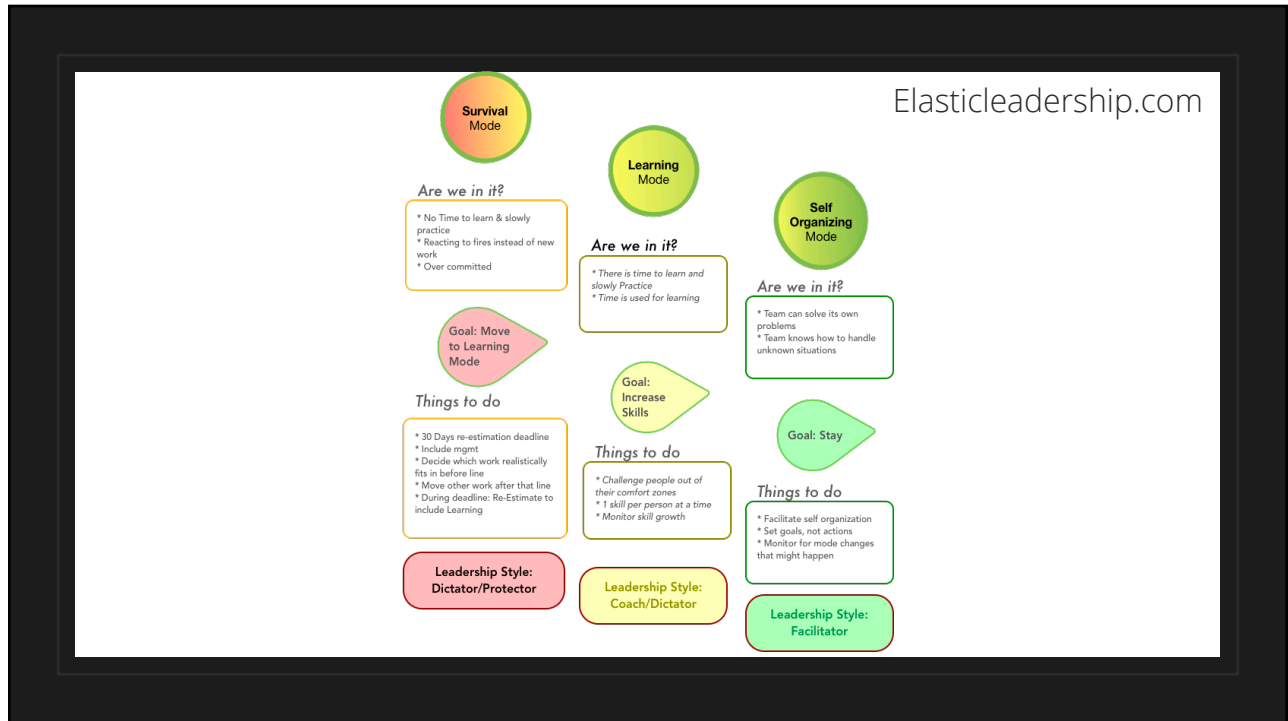 Elasticleadership.com
Survival
Mode
Are we in it?
* No Time to learn & slowly
practice
* Reacting to fires instead of new
work
* Over committed
Goal: Move
to Learning
Mode
Things to do
* 30 Days re-estimation deadline
* Include mgmt
* Decide which work realistically
fits in before line
* Move other work after that line
* During deadline: Re-Estimate to
include Learning
Leadership Style:
Dictator/Protector
Learning
Mode
Are we in it?
* There is time to learn and
slowly Practice
* Time is used for learning
Goal:
Increase
Skills
Things to do
* Challenge people out of
their comfort zones
* 1 skill per person at a time
* Monitor skill growth
Leadership Style:
Coach/Dictator
Self
Organizing
Mode
Are we in it?
* Team can solve its own
problems
* Team knows how to handle
unknown situations
Goal: Stay
Things to do
* Facilitate self organization
* Set goals, not actions
* Monitor for mode changes
that might happen
Leadership Style:
Facilitator